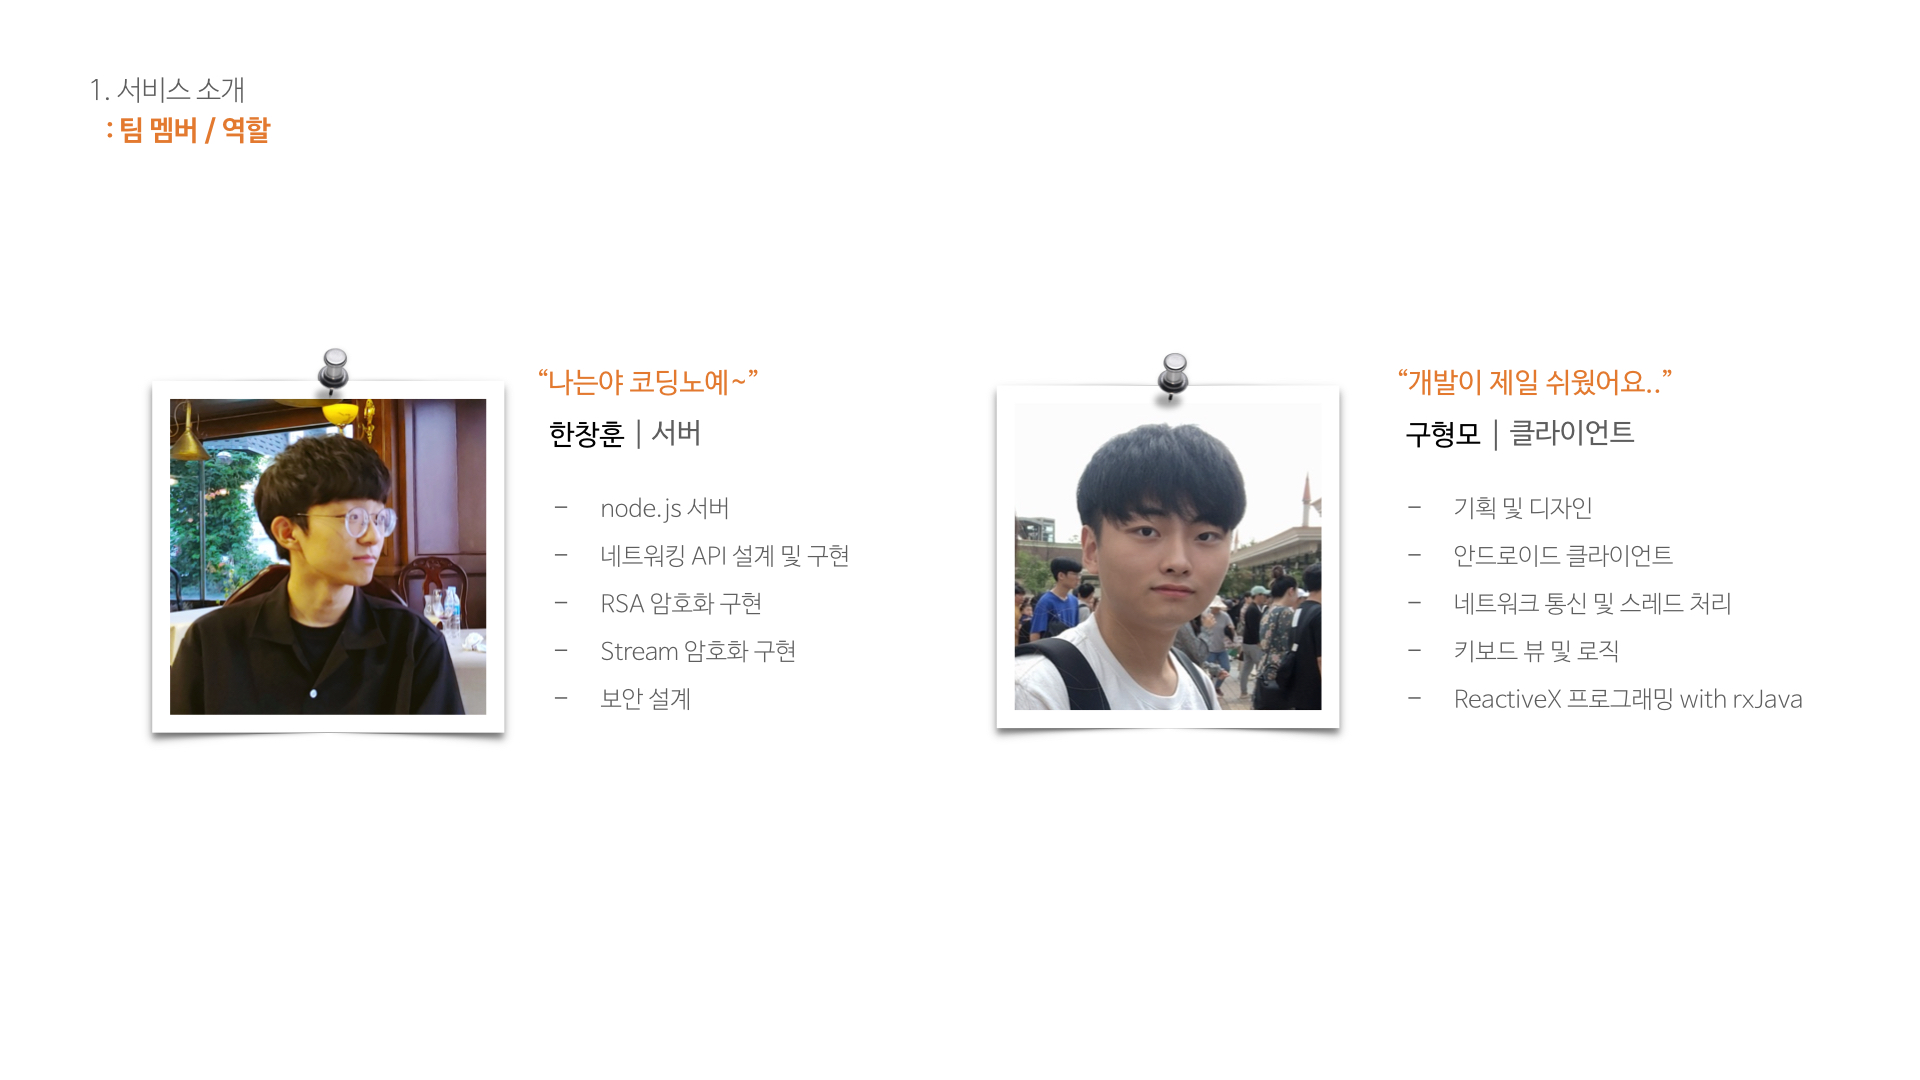 1. 서비스 소개
: 팀 멤버 / 역할
“나는야 코딩노예~”
한창훈 | 서버
– node.js 서버
– 네트워킹 API 설계 및 구현
– RSA 암호화 구현
– Stream 암호화 구현
– 보안 설계
“개발이 제일 쉬웠어요..”
구형모 | 클라이언트
– 기획 및 디자인
– 안드로이드 클라이언트
– 네트워크 통신 및 스레드 처리
– 키보드 뷰 및 로직
– ReactiveX 프로그래밍 with rxJava